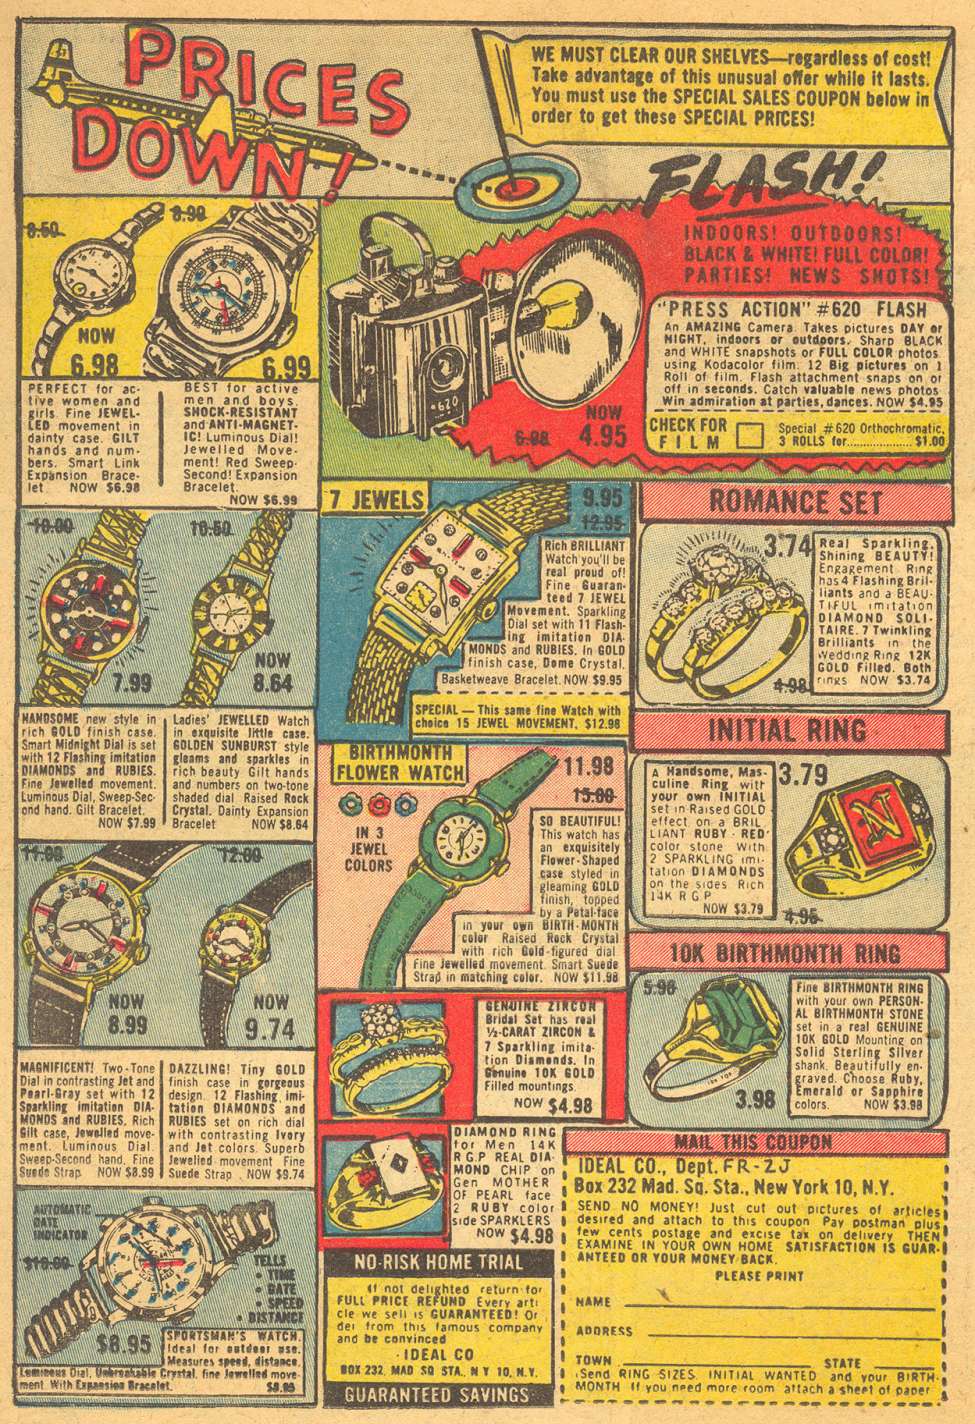 PRICES
DOWN!
WE MUST CLEAR OUR SHELVES—regardless of cost!
Take advantage of this unusual offer while it lasts.
You must use the SPECIAL SALES COUPON below in
order to get these SPECIAL PRICES!
8.50
NOW
6.98
8.90
6.99
PERFECT for ac-
tive women and
girls. Fine JEWEL-
LED movement in
dainty case. GILT
hands and num-
bers. Smart Link
Expansion Brace-
let NOW $6.98
BEST for active
men and boys.
SHOCK-RESISTANT
and ANTI-MAGNET-
IC! Luminous Dial!
Jewelled Move-
ment! Red Sweep-
Second! Expansion
Bracelet.
NOW $6.99
FLASH!
INDOORS! OUTDOORS!
BLACK & WHITE! FULL COLOR!
PARTIES! NEWS SHOTS!
"PRESS ACTION" #620 FLASH
An AMAZING Camera. Takes pictures DAY or
NIGHT, indoors or outdoors. Sharp BLACK
and WHITE snapshots or FULL COLOR photos
using Kodacolor film. 12 Big pictures on 1
Roll of film. Flash attachment snaps on or
off in seconds. Catch valuable news photos
Win admiration at parties, dances. NOW $4.95
620
6.98
NOW
4.95
CHECK FOR
FILM
Special #620 Orthochromatic,
3 ROLLS for............$1.00
10.00
7.99
10.50
NOW
8.64
HANDSOME new style in
rich GOLD finish case.
Smart Midnight Dial is set
with 12 Flashing imitation
DIAMONDS and RUBIES.
Fine Jewelled movement.
Luminous Dial, Sweep-Sec-
ond hand. Gilt Bracelet.
NOW $7.99
Ladies' JEWELLED Watch
in exquisite little case.
GOLDEN SUNBURST style
gleams and sparkles in
rich beauty Gilt hands
and numbers on two-tone
shaded dial Raised Rock
Crystal. Dainty Expansion
Bracelet NOW $8.64
7 JEWELS
9.95
12.95
Rich BRILLIANT
Watch you'll be
real proud of!
Fine Guaran-
teed 7 JEWEL
Movement. Sparkling
Dial set with 11 Flash-
ing imitation DIA-
MONDS and RUBIES. In GOLD
finish case, Dome Crystal,
Basketweave Bracelet. NOW $9.95
SPECIAL — This same fine Watch with
choice 15 JEWEL MOVEMENT, $12.98
ROMANCE SET
3.74
4.98
Real Sparkling,
Shining BEAUTY!
Engagement Ring
has 4 Flashing Bril-
liants and a BEAU-
TIFUL imitation
DIAMOND SOLI-
TAIRE. 7 Twinkling
Brilliants in the
Wedding Ring 12K
GOLD Filled. Both
rings NOW $3.74
BIRTHMONTH
FLOWER WATCH
IN 3
JEWEL
COLORS
11.98
15.00
SO BEAUTIFUL!
This watch has
an exquisitely
Flower-Shaped
case styled in
gleaming GOLD
finish, topped
by a Petal-face
in your own BIRTH-MONTH
color Raised Rock Crystal
with rich Gold-figured dial
Fine Jewelled movement. Smart Suede
Strap in matching color. NOW $11.98
INITIAL RING
A Handsome, Mas-
culine Ring with
your own INITIAL
set in Raised GOLD
effect on a BRIL-
LIANT RUBY-RED
color stone With
2 SPARKLING imi-
tation DIAMONDS
on the sides Rich
14K R G P
NOW $3.79
3.79
N
4.95
11.98
NOW
8.99
12.00
NOW
9.74
MAGNIFICENT! Two-Tone
Dial in contrasting Jet and
Pearl-Gray set with 12
Sparkling imitation DIA-
MONDS and RUBIES. Rich
Gilt case, Jewelled move-
ment. Luminous Dial.
Sweep-Second hand. Fine
Suede Strap NOW $8.99
DAZZLING! Tiny GOLD
finish case in gorgeous
design. 12 Flashing imi-
tation DIAMONDS and
RUBIES set on rich dial
with contrasting Ivory
and Jet colors. Superb
Jewelled movement Fine
Suede Strap NOW $9.74
10K BIRTHMONTH RING
5.98
3.98
Fine BIRTHMONTH RING
with your own PERSON-
AL BIRTHMONTH STONE
set in a real GENUINE
10K GOLD Mounting on
Solid Sterling Silver
shank. Beautifully en-
graved. Choose Ruby,
Emerald or Sapphire
colors. NOW $3.98
GENUINE ZIRCON
Bridal Set has real
½-CARAT ZIRCON &
7 Sparkling imita-
tion Diamonds. In
Genuine 10K GOLD
Filled mountings.
NOW $4.98
DIAMOND RING
for Men 14K
R G P REAL DIA-
MOND CHIP on
Gen MOTHER
OF PEARL face
2 RUBY color
side SPARKLERS
NOW $4.98
AUTOMATIC
DATE
INDICATOR
TELLS
• TIME
• DATE
• SPEED
• DISTANCE
$8.95
SPORTSMAN'S WATCH.
Ideal for outdoor use.
Measures speed, distance.
Luminous Dial, Unbreakable Crystal, fine Jewelled move-
ment. With Expansion Bracelet. $8.95
NO-RISK HOME TRIAL
If not delighted return for
FULL PRICE REFUND Every arti
cle we sell is GUARANTEED! Or
der from this famous company
and be convinced
IDEAL CO
BOX 232, MAD SQ STA., N Y 10, N.Y.
GUARANTEED SAVINGS
MAIL THIS COUPON
IDEAL CO., Dept. FR-2J
Box 232 Mad. Sq. Sta., New York 10, N.Y.
SEND NO MONEY! Just cut out pictures of articles
desired and attach to this coupon Pay postman plus
few cents postage and excise tax on delivery THEN
EXAMINE IN YOUR OWN HOME SATISFACTION IS GUAR-
ANTEED OR YOUR MONEY BACK.
PLEASE PRINT
NAME
ADDRESS
TOWN STATE
Send RING SIZES, INITIAL WANTED and your BIRTH-
MONTH If you need more room attach a sheet of paper